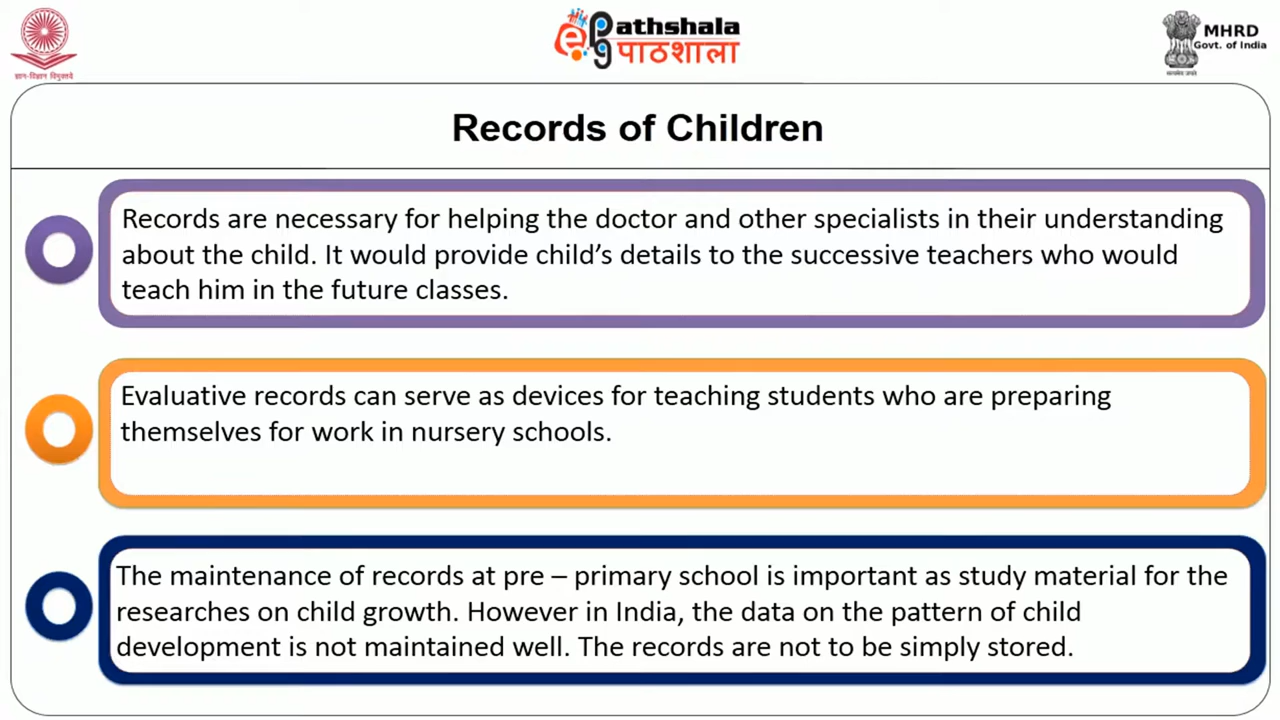 ज्ञान-विज्ञान विमुक्तये
ePathshala
पाठशाला
MHRD
Govt. of India
सत्यमेव जयते
Records of Children
Records are necessary for helping the doctor and other specialists in their understanding
about the child. It would provide child’s details to the successive teachers who would
teach him in the future classes.
Evaluative records can serve as devices for teaching students who are preparing
themselves for work in nursery schools.
The maintenance of records at pre – primary school is important as study material for the
researches on child growth. However in India, the data on the pattern of child
development is not maintained well. The records are not to be simply stored.